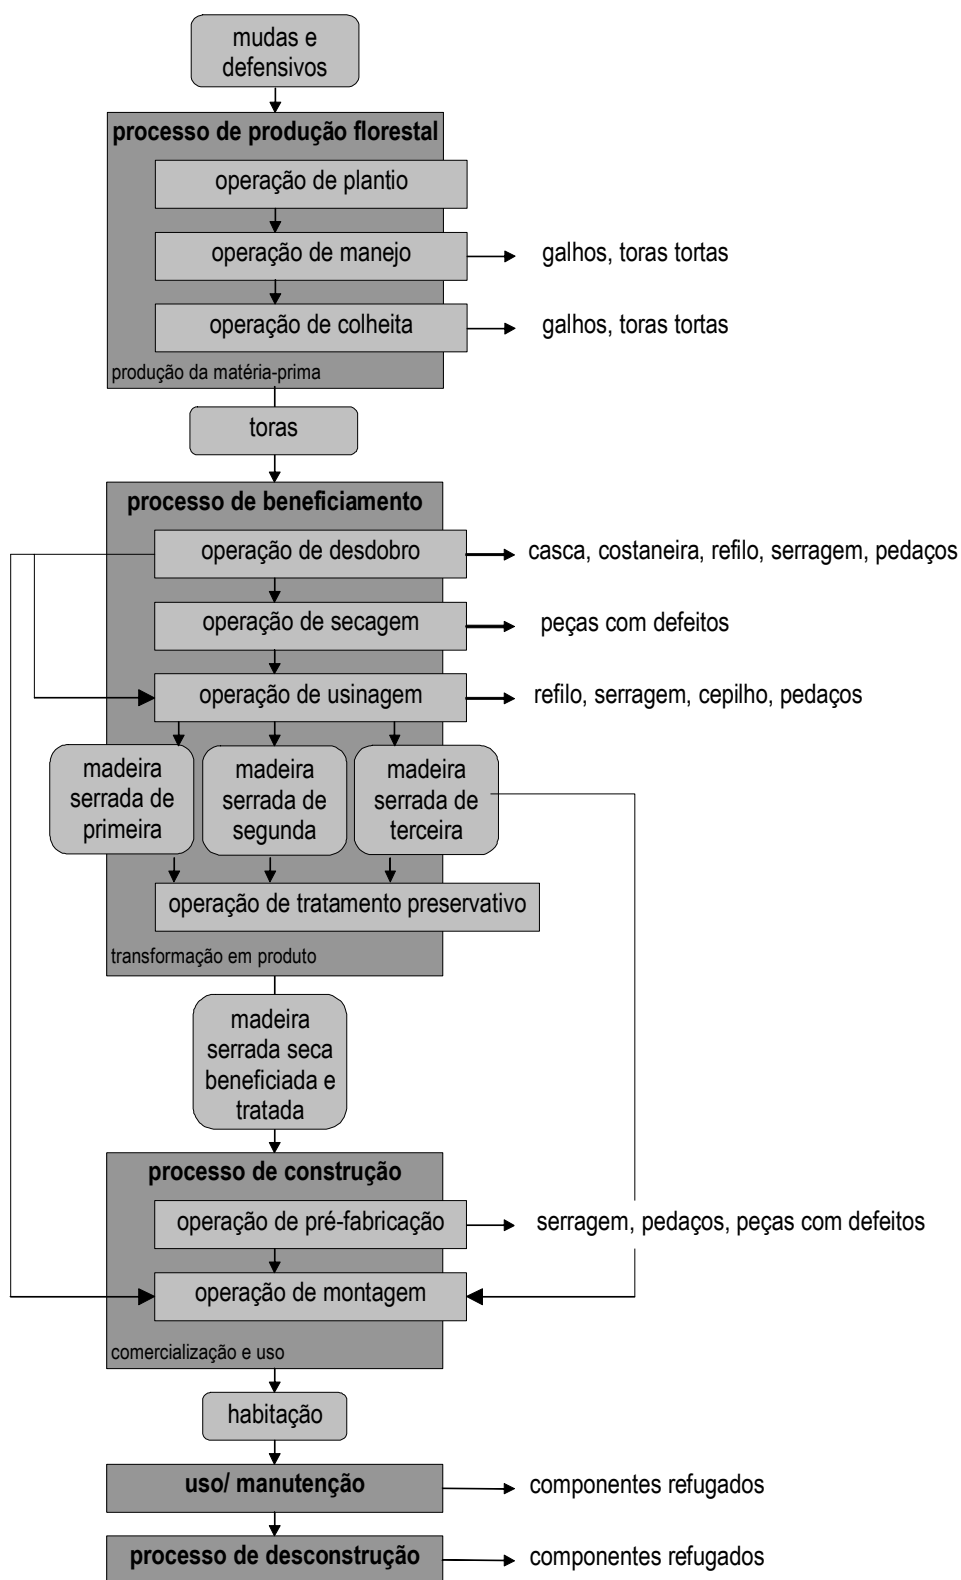 mudas e
defensivos
processo de produção florestal
operação de plantio
operação de manejo
galhos, toras tortas
operação de colheita
galhos, toras tortas
produção da matéria-prima
toras
processo de beneficiamento
operação de desdobro
casca, costaneira, refilo, serragem, pedaços
operação de secagem
peças com defeitos
operação de usinagem
refilo, serragem, cepilho, pedaços
madeira
serrada de
primeira
madeira
serrada de
segunda
madeira
serrada de
terceira
operação de tratamento preservativo
transformação em produto
madeira
serrada seca
beneficiada e
tratada
processo de construção
operação de pré-fabricação
serragem, pedaços, peças com defeitos
operação de montagem
comercialização e uso
habitação
uso/ manutenção
componentes refugados
processo de desconstrução
componentes refugados